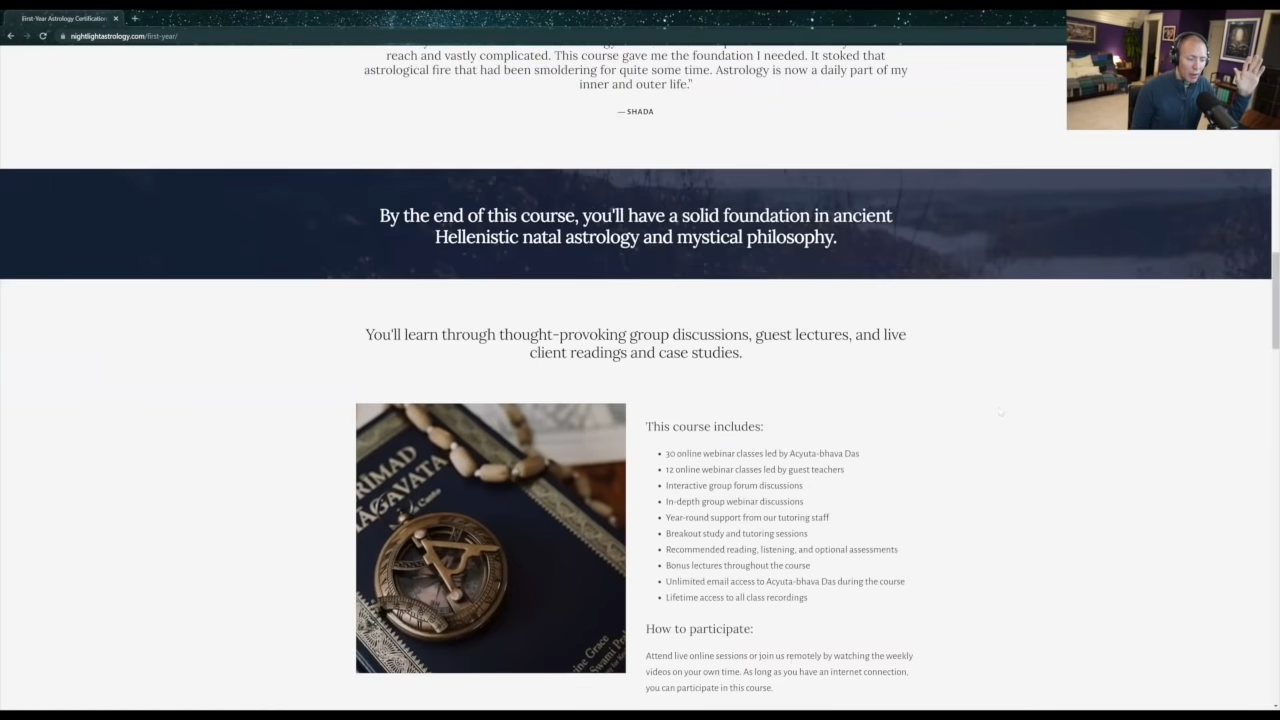 First-Year Astrology Certification
nightlightastrology.com/first-year/
reach and vastly complicated. This course gave me the foundation I needed. It stoked that
astrological fire that had been smoldering for quite some time. Astrology is now a daily part of my
inner and outer life.”
— SHADA
By the end of this course, you'll have a solid foundation in ancient
Hellenistic natal astrology and mystical philosophy.
You'll learn through thought-provoking group discussions, guest lectures, and live
client readings and case studies.
RIMAD
AGAVATA
Canto
ine Grace
Swami Pr
This course includes:
• 30 online webinar classes led by Acyuta-bhava Das
• 12 online webinar classes led by guest teachers
• Interactive group forum discussions
• In-depth group webinar discussions
• Year-round support from our tutoring staff
• Breakout study and tutoring sessions
• Recommended reading, listening, and optional assessments
• Bonus lectures throughout the course
• Unlimited email access to Acyuta-bhava Das during the course
• Lifetime access to all class recordings
How to participate:
Attend live online sessions or join us remotely by watching the weekly
videos on your own time. As long as you have an internet connection,
you can participate in this course.